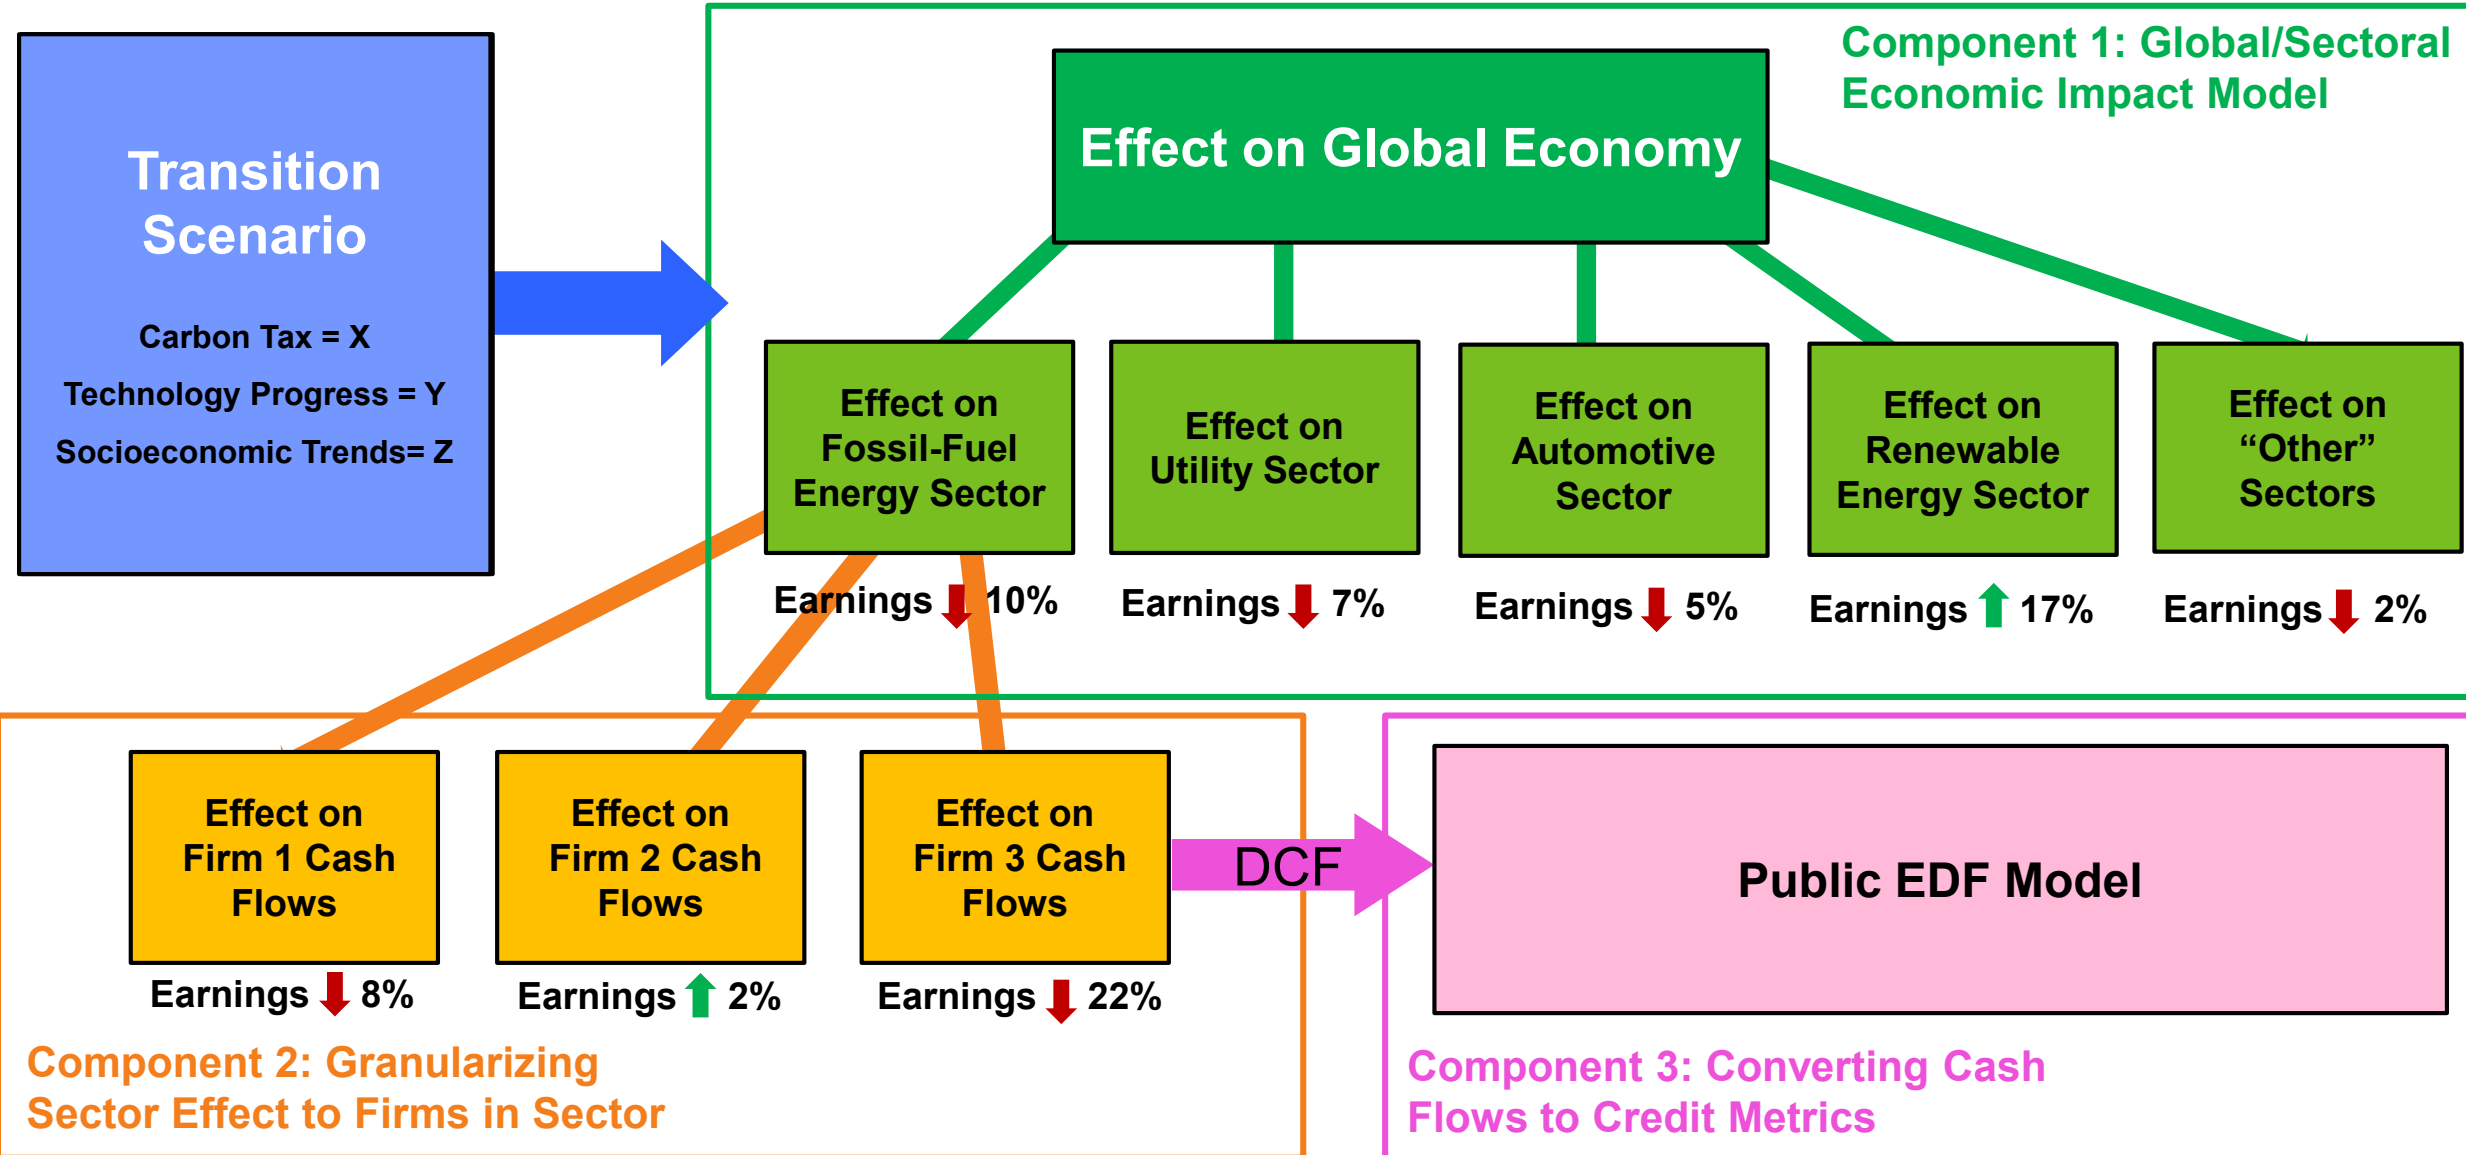 Component 1: Global/Sectoral
Economic Impact Model
Transition
Scenario
Carbon Tax = X
Technology Progress = Y
Socioeconomic Trends= Z
Effect on Global Economy
Effect on
Fossil-Fuel
Energy Sector
Earnings 10%
Effect on
Utility Sector
Earnings 7%
Effect on
Automotive
Sector
Earnings 5%
Effect on
Renewable
Energy Sector
Earnings 17%
Effect on
“Other”
Sectors
Earnings 2%
Effect on
Firm 1 Cash
Flows
Earnings 8%
Effect on
Firm 2 Cash
Flows
Earnings 2%
Effect on
Firm 3 Cash
Flows
Earnings 22%
Component 2: Granularizing
Sector Effect to Firms in Sector
DCF
Public EDF Model
Component 3: Converting Cash
Flows to Credit Metrics